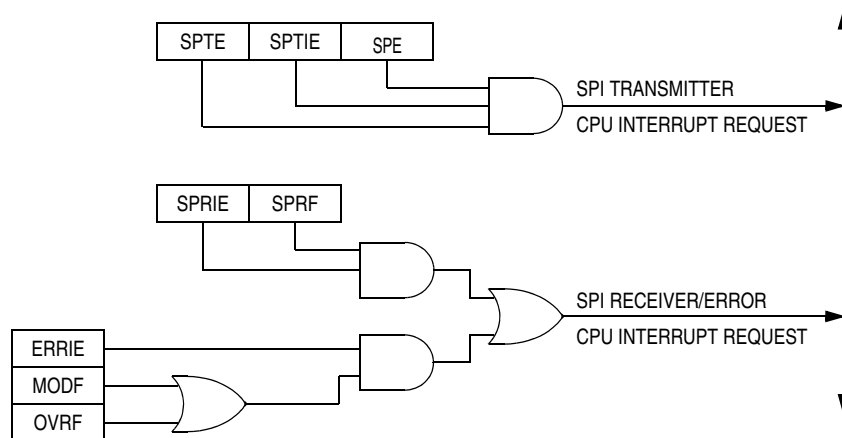 SPTE SPTIE SPE
SPI TRANSMITTER
CPU INTERRUPT REQUEST
SPRIE SPRF
SPI RECEIVER/ERROR
CPU INTERRUPT REQUEST
ERRIE
MODF
OVRF